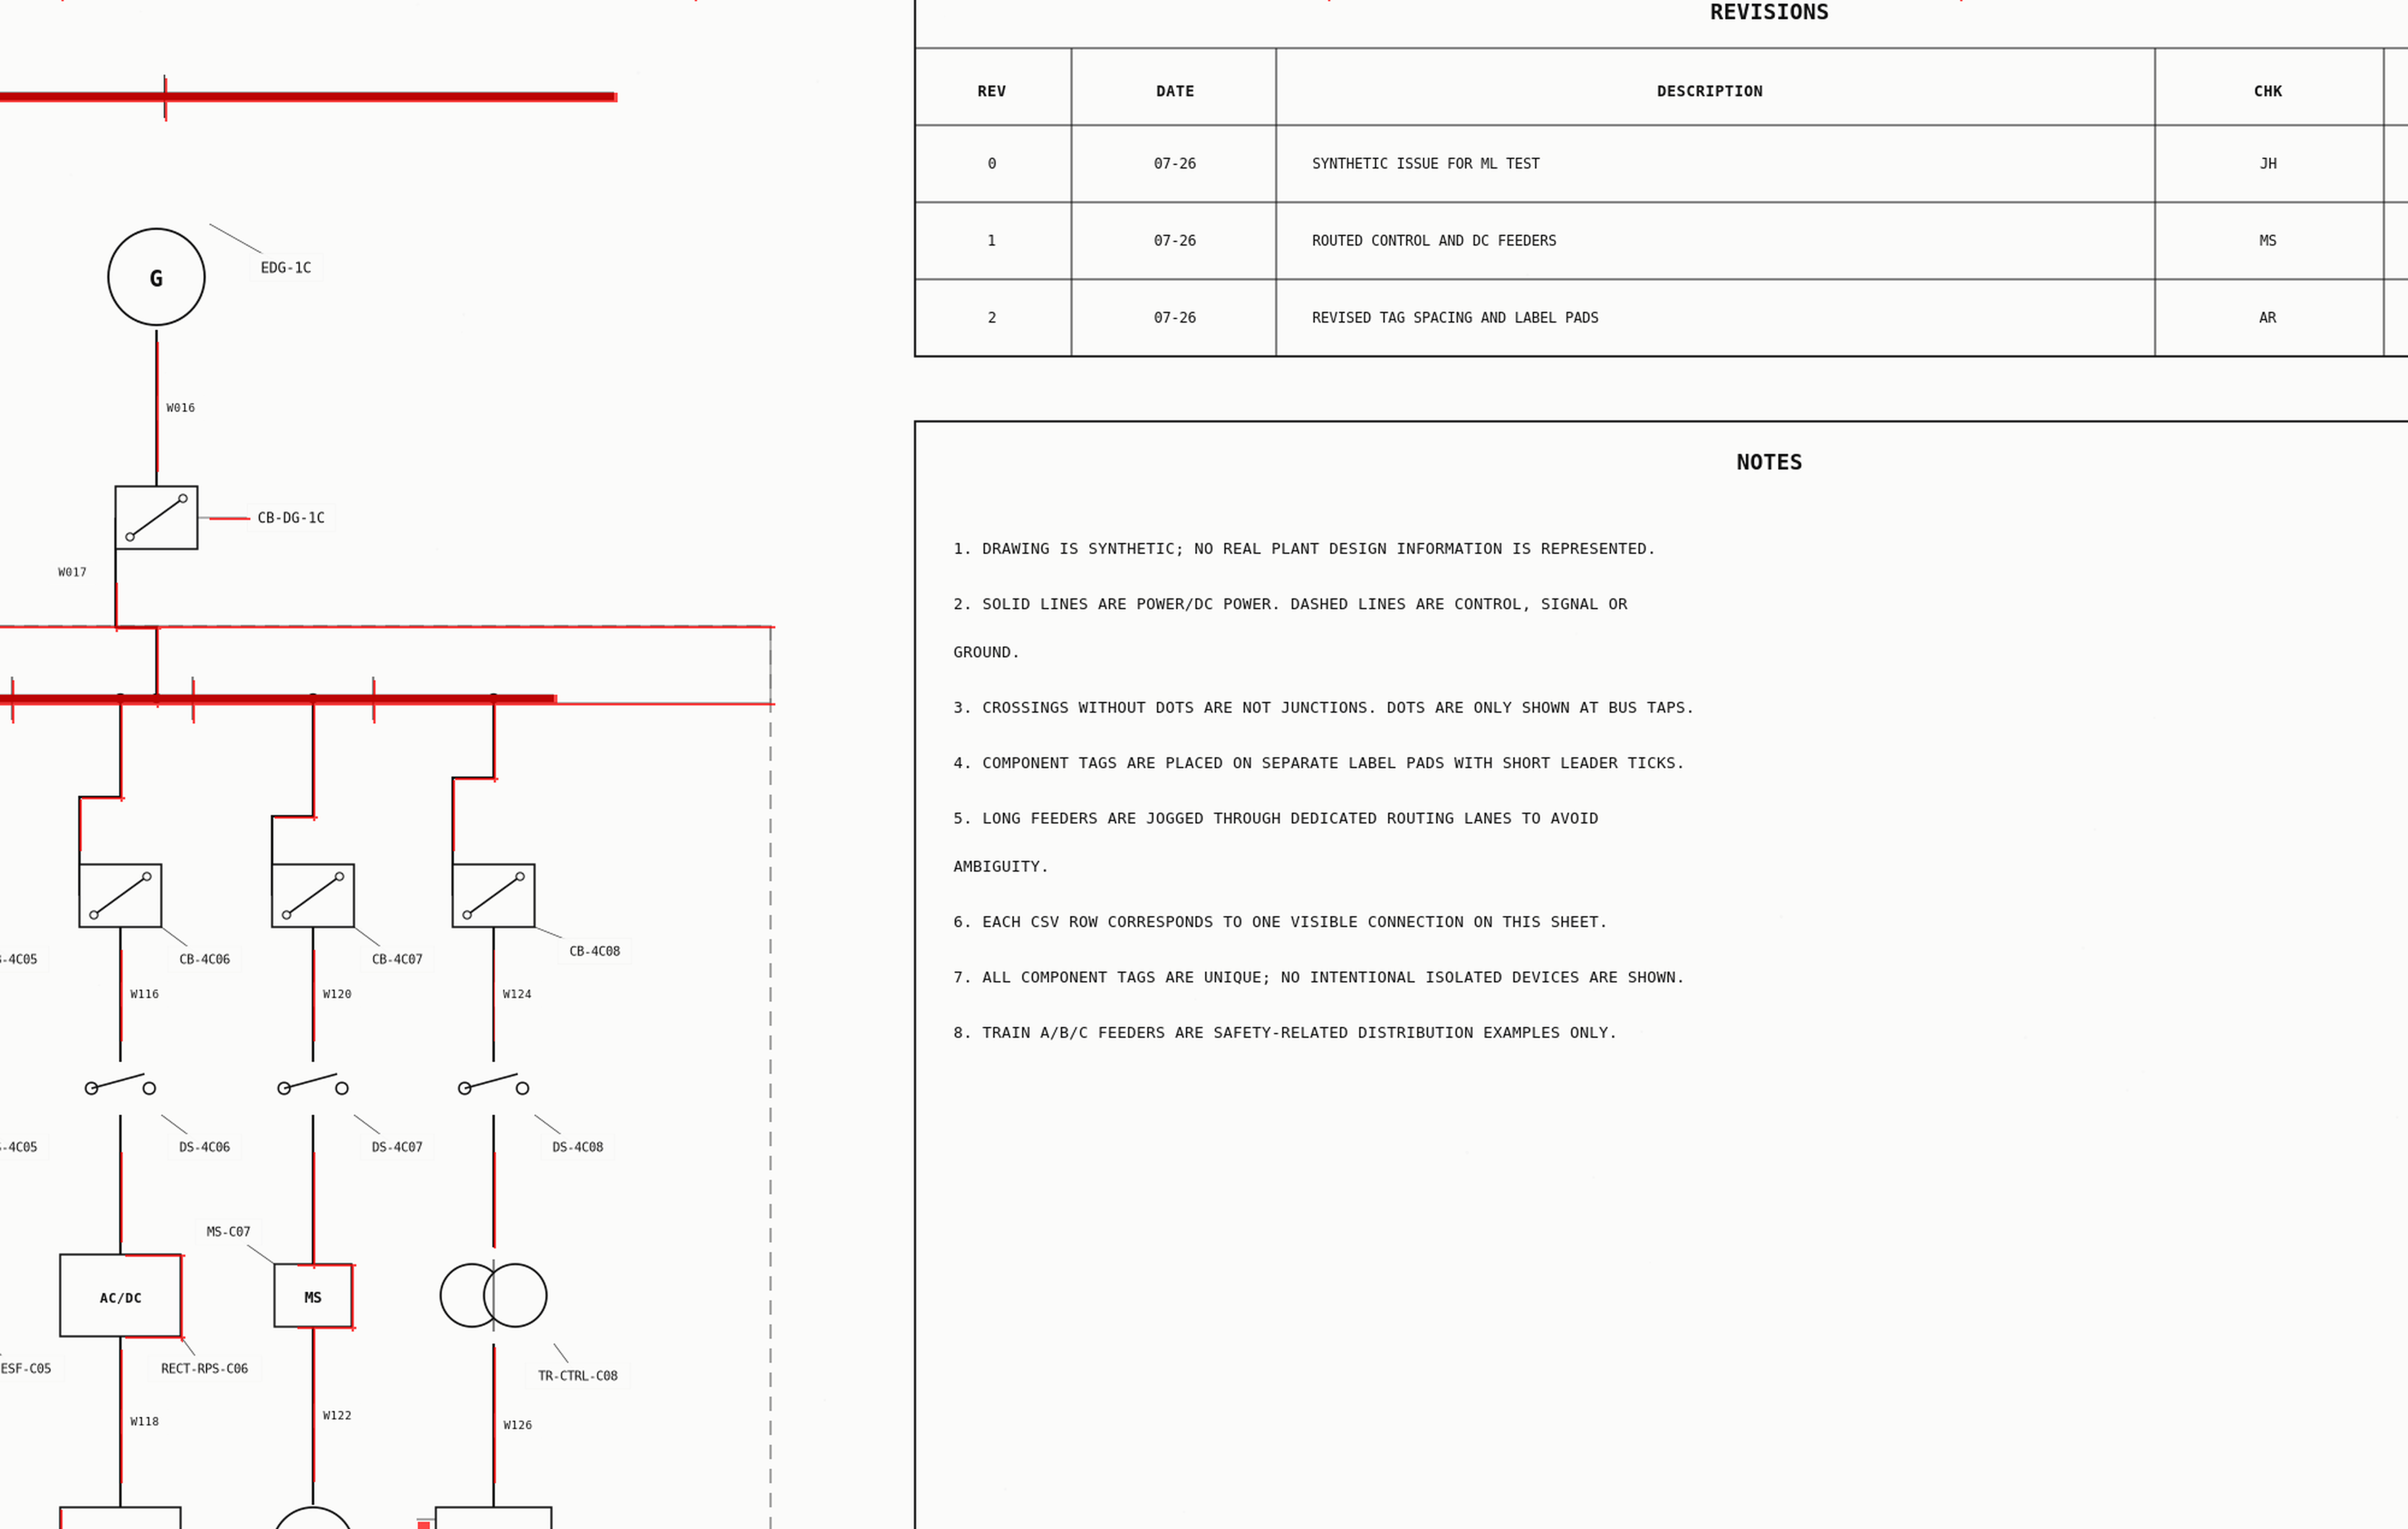 REVISIONS
REV DATE DESCRIPTION CHK
0 07-26 SYNTHETIC ISSUE FOR ML TEST JH
1 07-26 ROUTED CONTROL AND DC FEEDERS MS
2 07-26 REVISED TAG SPACING AND LABEL PADS AR
G
EDG-1C
W016
CB-DG-1C
W017
-4C05
CB-4C06
CB-4C07
CB-4C08
W116
W120
W124
-4C05
DS-4C06
DS-4C07
DS-4C08
MS-C07
AC/DC
MS
ESF-C05
RECT-RPS-C06
TR-CTRL-C08
W118
W122
W126
NOTES
1. DRAWING IS SYNTHETIC; NO REAL PLANT DESIGN INFORMATION IS REPRESENTED.
2. SOLID LINES ARE POWER/DC POWER. DASHED LINES ARE CONTROL, SIGNAL OR
GROUND.
3. CROSSINGS WITHOUT DOTS ARE NOT JUNCTIONS. DOTS ARE ONLY SHOWN AT BUS TAPS.
4. COMPONENT TAGS ARE PLACED ON SEPARATE LABEL PADS WITH SHORT LEADER TICKS.
5. LONG FEEDERS ARE JOGGED THROUGH DEDICATED ROUTING LANES TO AVOID
AMBIGUITY.
6. EACH CSV ROW CORRESPONDS TO ONE VISIBLE CONNECTION ON THIS SHEET.
7. ALL COMPONENT TAGS ARE UNIQUE; NO INTENTIONAL ISOLATED DEVICES ARE SHOWN.
8. TRAIN A/B/C FEEDERS ARE SAFETY-RELATED DISTRIBUTION EXAMPLES ONLY.